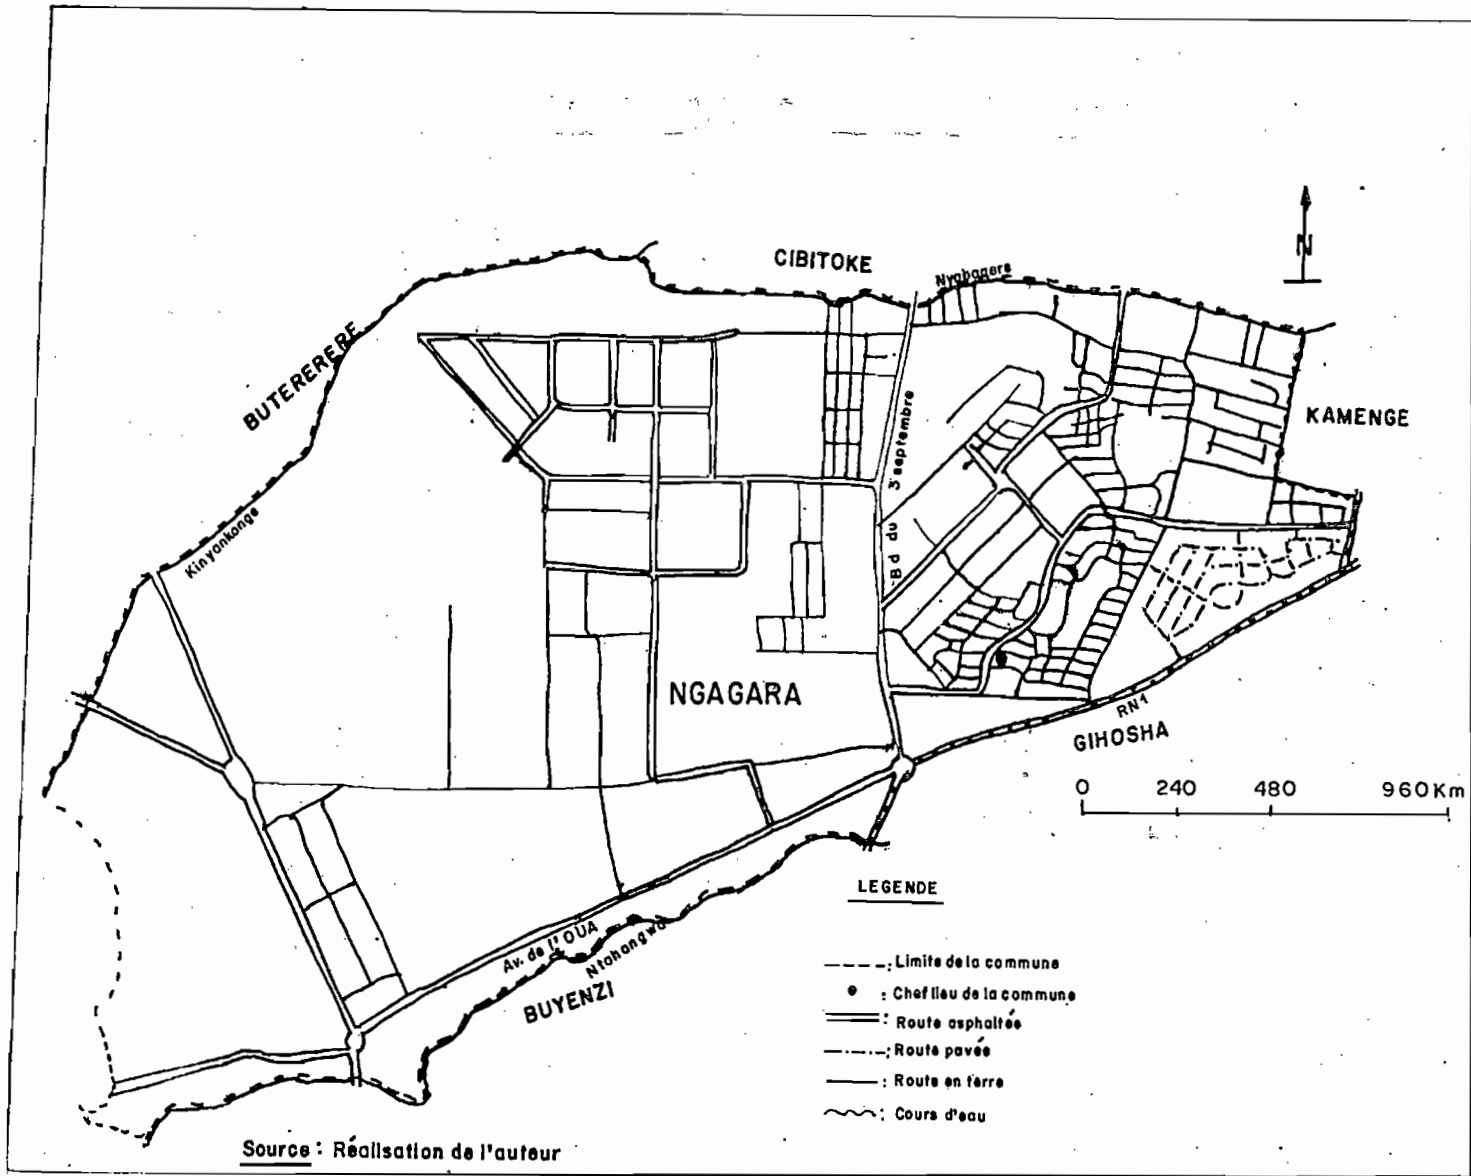 CIBITOKE
N
Nyabagere
BUTERERERE
KAMENGE
Bd du 3 septembre
Kinyankonge
NGAGARA
RN1
GIHOSHA
0 240 480 960Km
Av. de l'OUA
Ntahangwa
BUYENZI
LEGENDE
: Limite de la commune
: Chef lieu de la commune
: Route asphaltée
: Route pavée
: Route en terre
: Cours d'eau
Source : Réalisation de l'auteur